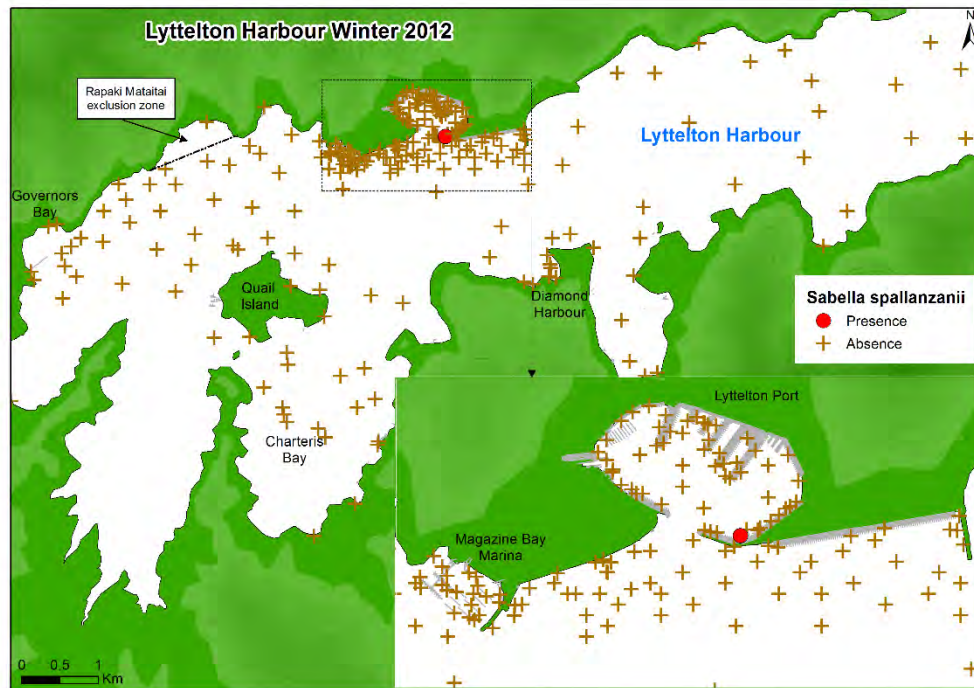 Lyttelton Harbour Winter 2012
N
Rapaki Mataitai
exclusion zone
Lyttelton Harbour
Governors
Bay
Quail
Island
Diamond
Harbour
Sabella spallanzanii
Presence
Absence
Charteris
Bay
Lyttelton Port
Magazine Bay
Marina
0 0.5 1
Km